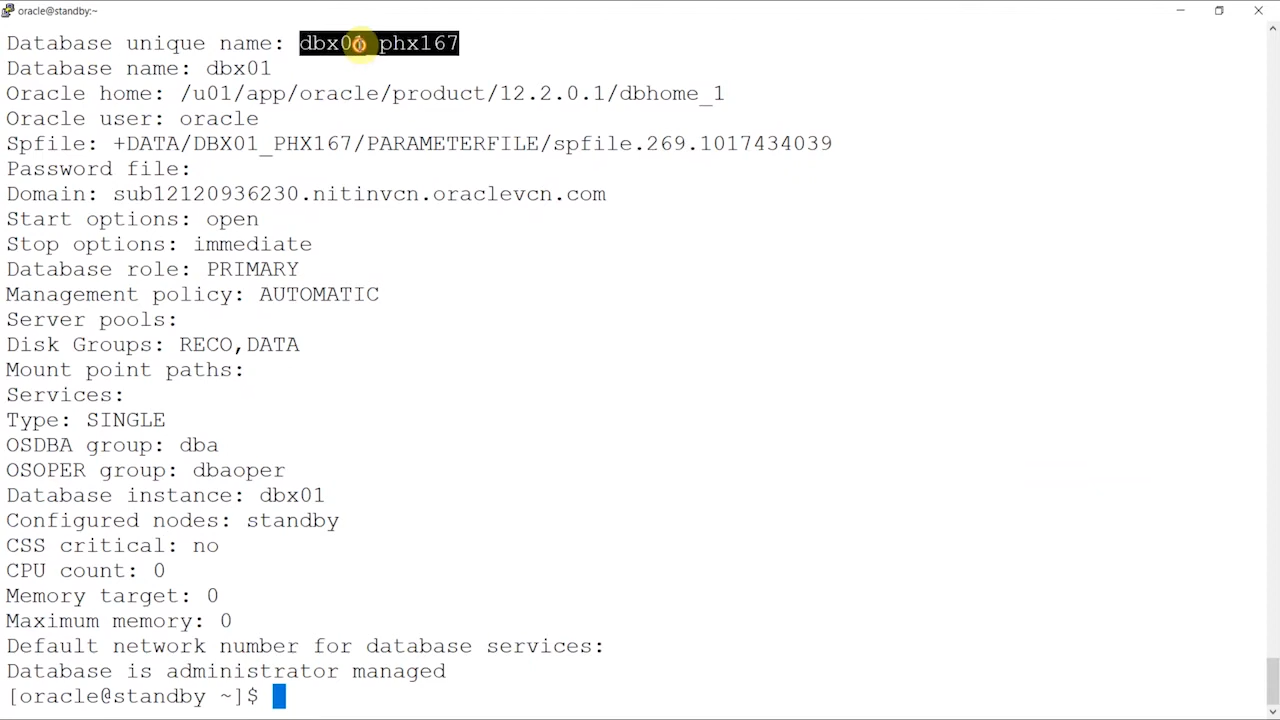 oracle@standby:~
Database unique name: dbx01_phx167
Database name: dbx01
Oracle home: /u01/app/oracle/product/12.2.0.1/dbhome_1
Oracle user: oracle
Spfile: +DATA/DBX01_PHX167/PARAMETERFILE/spfile.269.1017434039
Password file:
Domain: sub12120936230.nitinvcn.oraclevcn.com
Start options: open
Stop options: immediate
Database role: PRIMARY
Management policy: AUTOMATIC
Server pools:
Disk Groups: RECO,DATA
Mount point paths:
Services:
Type: SINGLE
OSDBA group: dba
OSOPER group: dbaoper
Database instance: dbx01
Configured nodes: standby
CSS critical: no
CPU count: 0
Memory target: 0
Maximum memory: 0
Default network number for database services:
Database is administrator managed
[oracle@standby ~]$